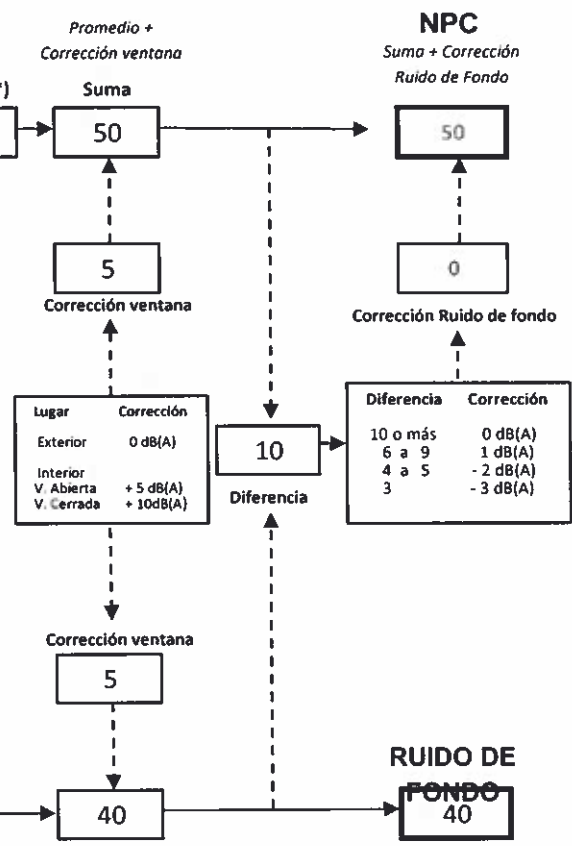 Promedio +
Corrección ventana
Suma
50
NPC
Suma + Corrección
Ruido de Fondo
50
5
Corrección ventana
0
Corrección Ruido de fondo
Lugar Corrección
Exterior 0 dB(A)
Interior
V. Abierta + 5 dB(A)
V. Cerrada + 10dB(A)
10
Diferencia
Diferencia Corrección
10 o más 0 dB(A)
6 a 9 1 dB(A)
4 a 5 - 2 dB(A)
3 - 3 dB(A)
Corrección ventana
5
40
RUIDO DE
FONDO
40